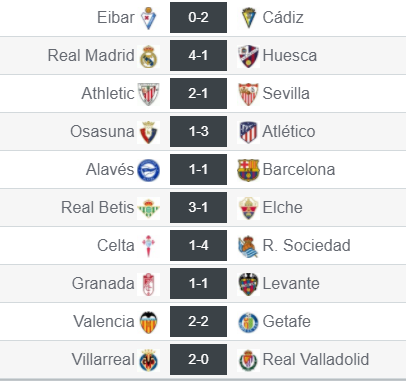 Eibar 0-2 Cádiz
Real Madrid 4-1 Huesca
Athletic 2-1 Sevilla
Osasuna 1-3 Atlético
Alavés 1-1 Barcelona
Real Betis 3-1 Elche
Celta 1-4 R. Sociedad
Granada 1-1 Levante
Valencia 2-2 Getafe
Villarreal 2-0 Real Valladolid